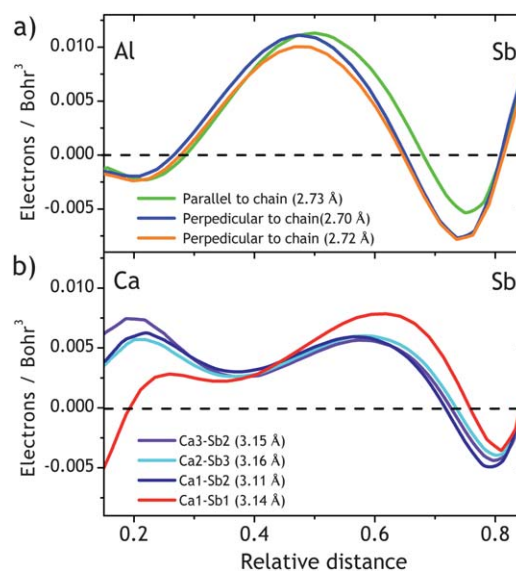 a)
Al Sb
Electrons / Bohr³
0.010
0.005
0.000
-0.005
Parallel to chain (2.73 Å)
Perpedicular to chain(2.70 Å)
Perpedicular to chain (2.72 Å)
b)
Ca Sb
Electrons / Bohr³
0.010
0.005
0.000
-0.005
Ca3-Sb2 (3.15 Å)
Ca2-Sb3 (3.16 Å)
Ca1-Sb2 (3.11 Å)
Ca1-Sb1 (3.14 Å)
0.2 0.4 0.6 0.8
Relative distance